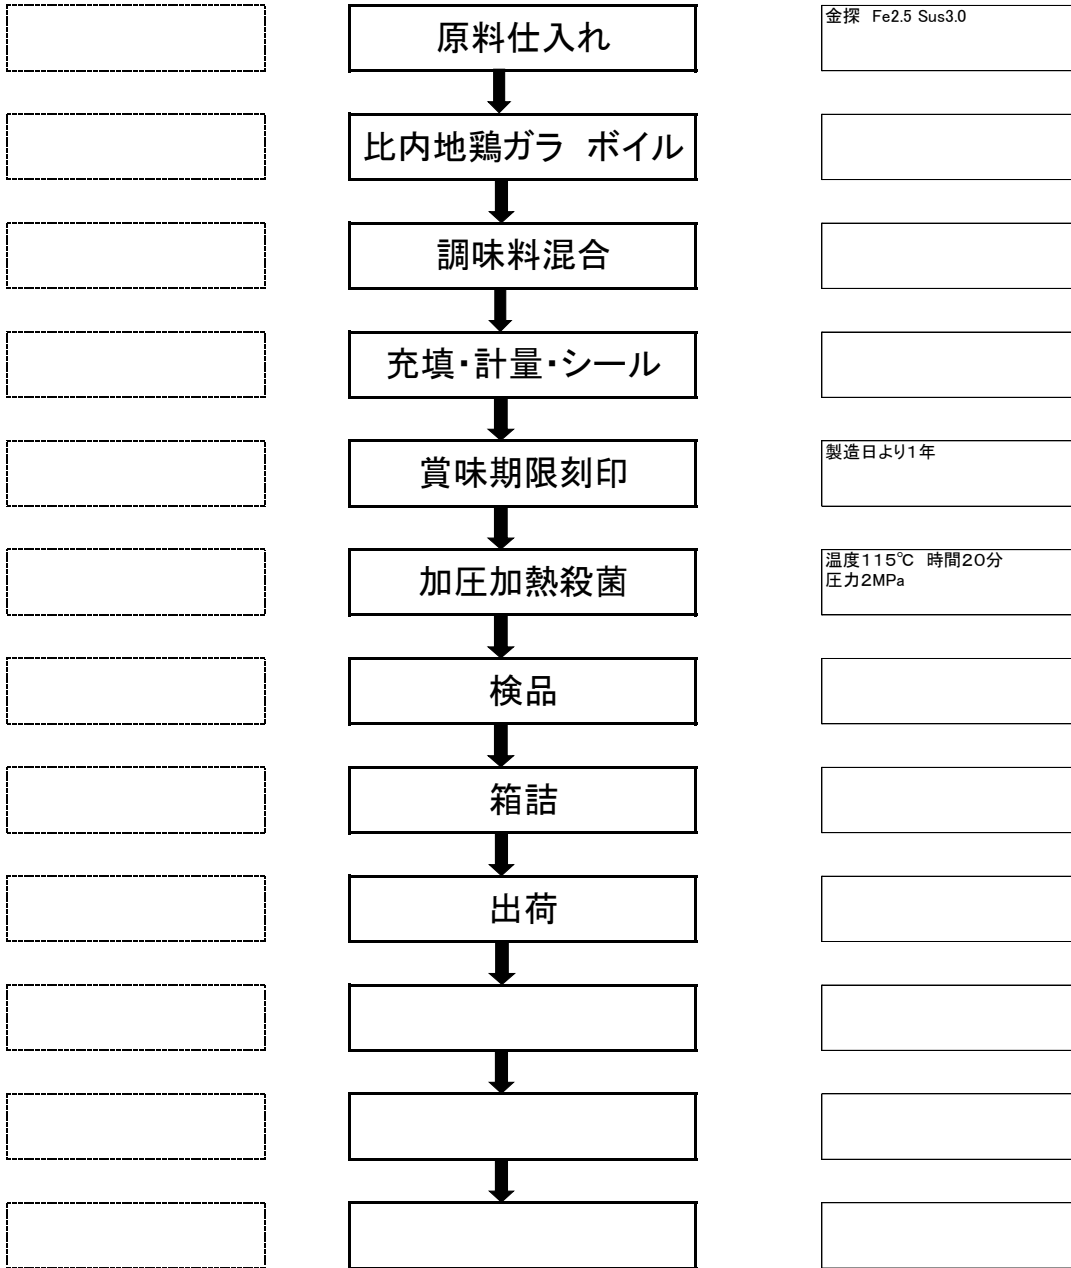 原料仕入れ
金探 Fe2.5 Sus3.0
比内地鶏ガラ ボイル
調味料混合
充填・計量・シール
賞味期限刻印
製造日より1年
加圧加熱殺菌
温度115℃ 時間20分
圧力2MPa
検品
箱詰
出荷